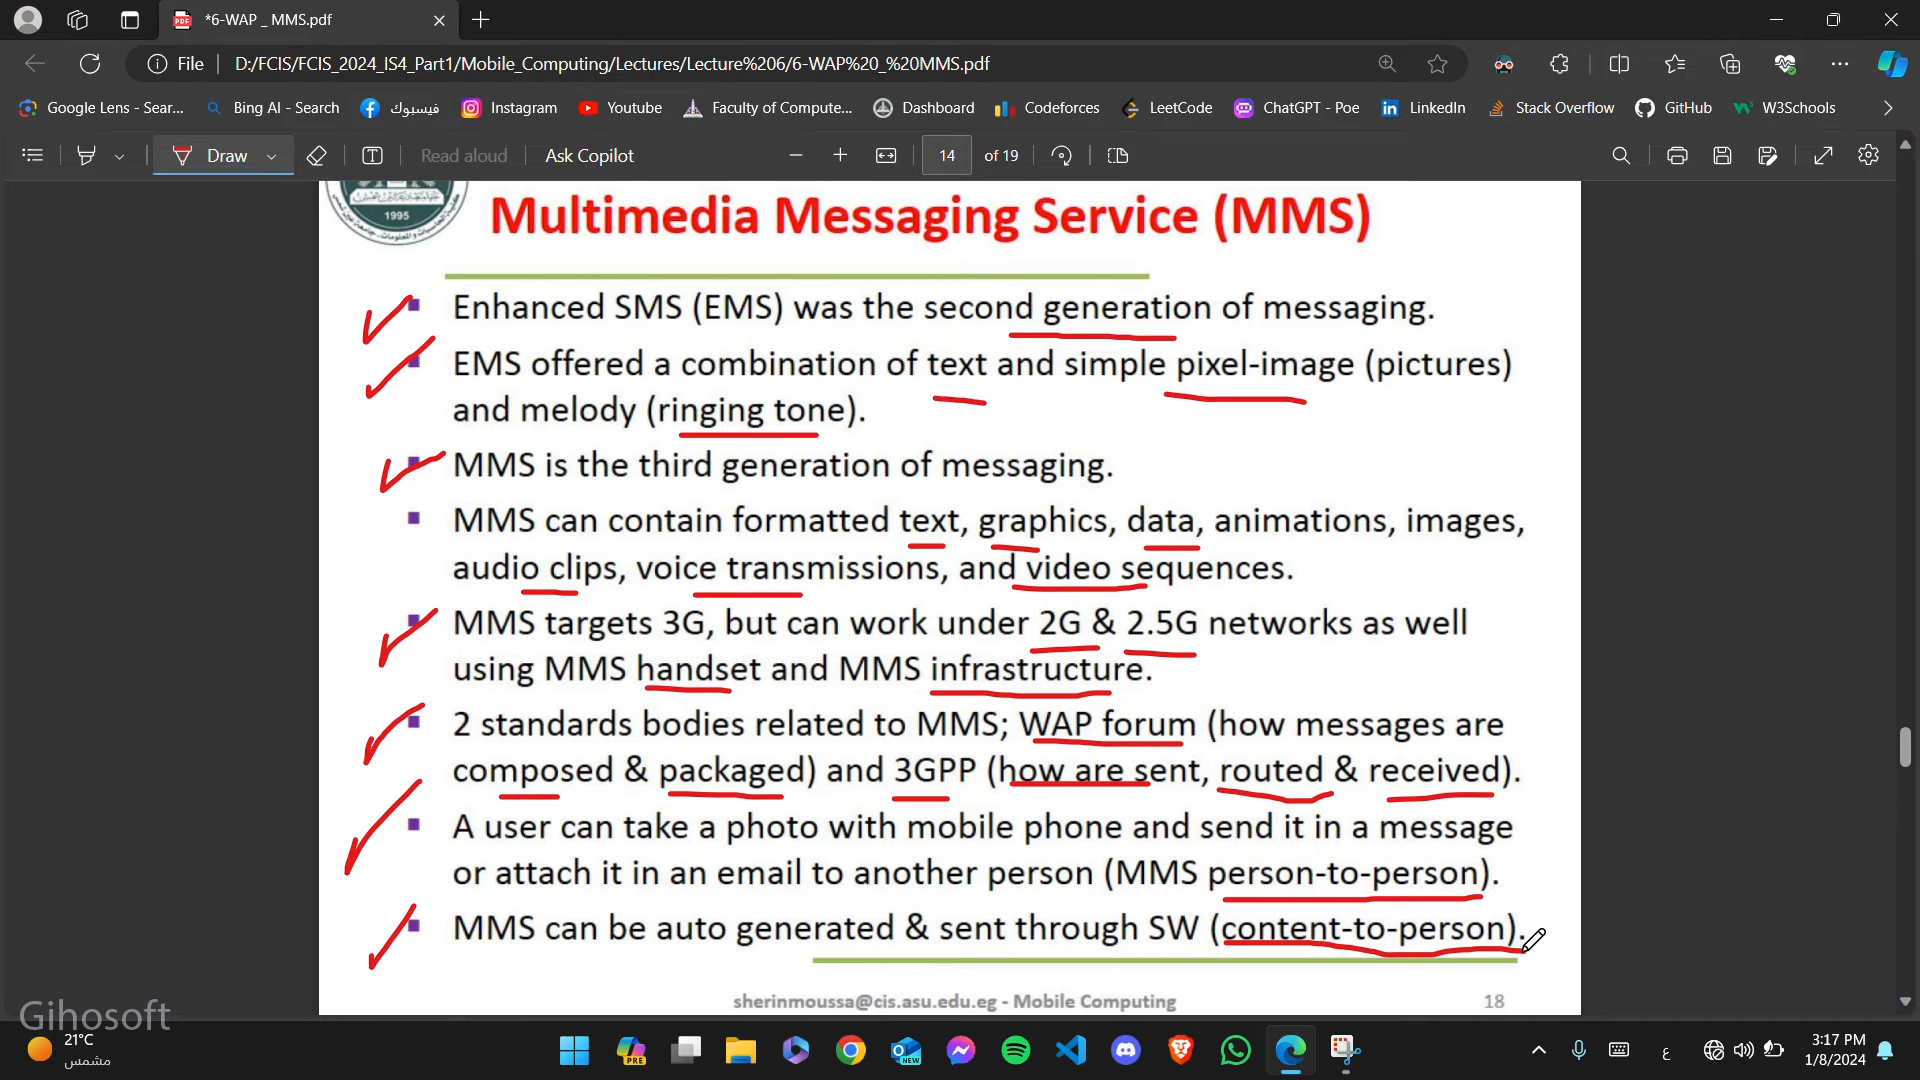 *6-WAP _ MMS.pdf
File
D:/FCIS/FCIS_2024_IS4_Part1/Mobile_Computing/Lectures/Lecture%206/6-WAP%20_%20MMS.pdf
Google Lens - Sear...
Bing AI - Search
فيسبوك
Instagram
Youtube
Faculty of Compute...
Dashboard
Codeforces
LeetCode
ChatGPT - Poe
LinkedIn
Stack Overflow
GitHub
W3Schools
Draw
Read aloud
Ask Copilot
14 of 19
1995
Multimedia Messaging Service (MMS)
Enhanced SMS (EMS) was the second generation of messaging.
EMS offered a combination of text and simple pixel-image (pictures)
and melody (ringing tone).
MMS is the third generation of messaging.
MMS can contain formatted text, graphics, data, animations, images,
audio clips, voice transmissions, and video sequences.
MMS targets 3G, but can work under 2G & 2.5G networks as well
using MMS handset and MMS infrastructure.
2 standards bodies related to MMS; WAP forum (how messages are
composed & packaged) and 3GPP (how are sent, routed & received).
A user can take a photo with mobile phone and send it in a message
or attach it in an email to another person (MMS person-to-person).
MMS can be auto generated & sent through SW (content-to-person).
sherinmoussa@cis.asu.edu.eg - Mobile Computing
18
Gihosoft
21°C
مشمس
PRE
NEW
ع
3:17 PM
1/8/2024